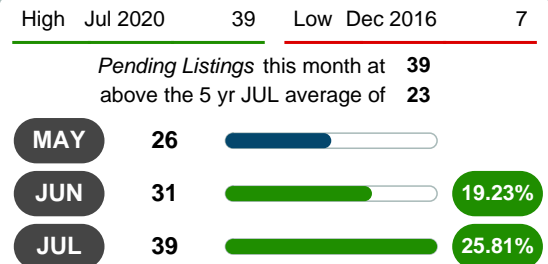 High Jul 2020 39 Low Dec 2016 7
Pending Listings this month at 39
above the 5 yr JUL average of 23
MAY 26
JUN 31 19.23%
JUL 39 25.81%